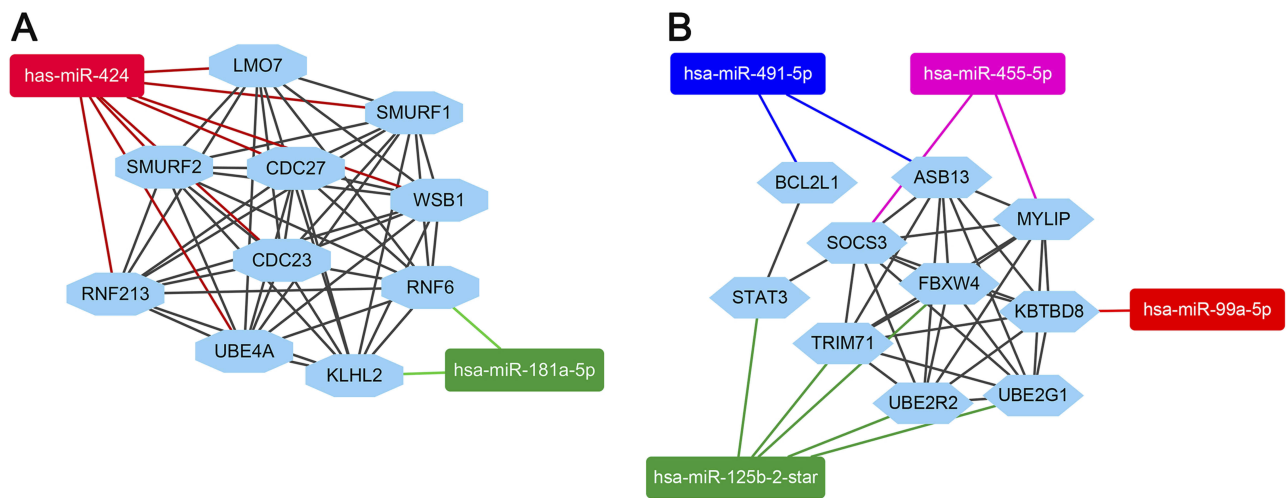 A
has-miR-424
LMO7
SMURF1
SMURF2
CDC27
WSB1
CDC23
RNF213
RNF6
UBE4A
KLHL2
hsa-miR-181a-5p
B
hsa-miR-491-5p
hsa-miR-455-5p
BCL2L1
ASB13
MYLIP
SOCS3
FBXW4
STAT3
KBTBD8
hsa-miR-99a-5p
TRIM71
UBE2R2
UBE2G1
hsa-miR-125b-2-star